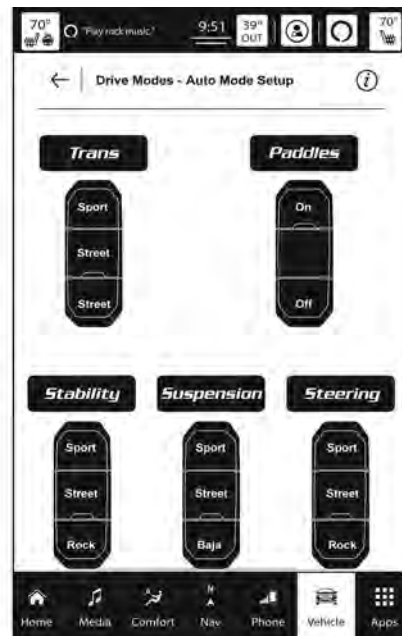 70° "Play rock music." 9:51 39° OUT 70°
Drive Modes - Auto Mode Setup
Trans Paddles
Sport On
Street
Street Off
Stability Suspension Steering
Sport Sport Sport
Street Street Street
Rock Baja Rock
Home Media Comfort Nav Phone Vehicle Apps